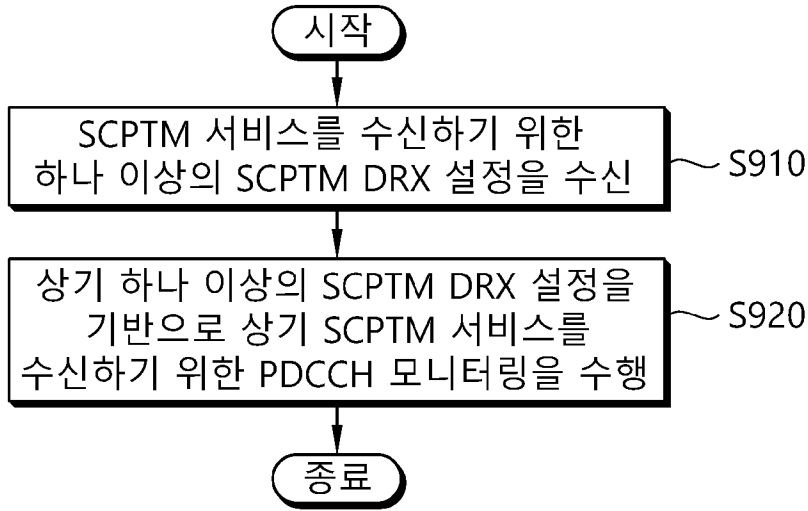 시작
SCPTM 서비스를 수신하기 위한
하나 이상의 SCPTM DRX 설정을 수신
S910
상기 하나 이상의 SCPTM DRX 설정을
기반으로 상기 SCPTM 서비스를
수신하기 위한 PDCCH 모니터링을 수행
S920
종료